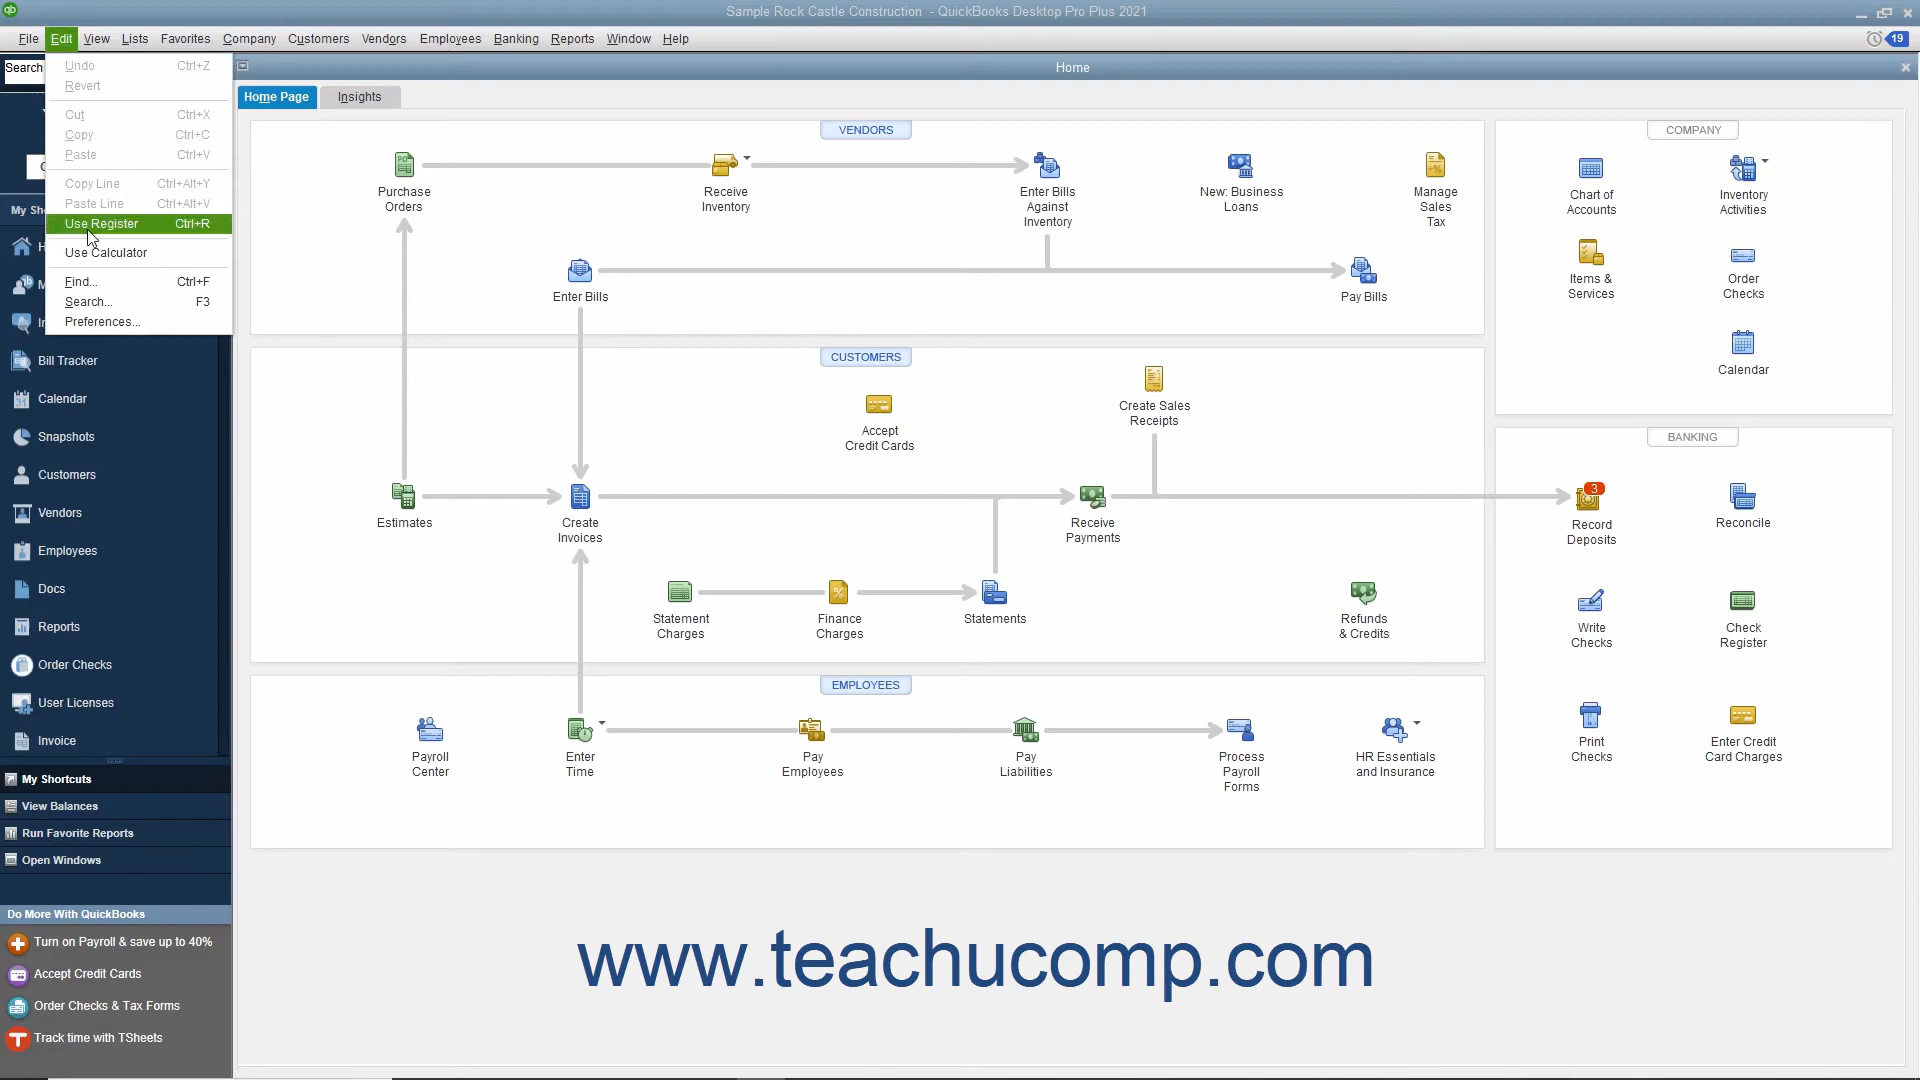 Sample Rock Castle Construction - QuickBooks Desktop Pro Plus 2021
File Edit View Lists Favorites Company Customers Vendors Employees Banking Reports Window Help
19
Search
Undo Ctrl+Z
Revert
Cut Ctrl+X
Copy Ctrl+C
Paste Ctrl+V
Copy Line Ctrl+Alt+Y
Paste Line Ctrl+Alt+V
Use Register Ctrl+R
Use Calculator
Find... Ctrl+F
Search... F3
Preferences...
My Sh
Bill Tracker
Calendar
Snapshots
Customers
Vendors
Employees
Docs
Reports
Order Checks
User Licenses
Invoice
My Shortcuts
View Balances
Run Favorite Reports
Open Windows
Do More With QuickBooks
Turn on Payroll & save up to 40%
Accept Credit Cards
Order Checks & Tax Forms
Track time with TSheets
Home
Home Page Insights
VENDORS
Purchase
Orders
Receive
Inventory
Enter Bills
Against
Inventory
New: Business
Loans
Manage
Sales
Tax
Enter Bills
Pay Bills
CUSTOMERS
Accept
Credit Cards
Create Sales
Receipts
Estimates
Create
Invoices
Receive
Payments
Statement
Charges
Finance
Charges
Statements
Refunds
& Credits
EMPLOYEES
Payroll
Center
Enter
Time
Pay
Employees
Pay
Liabilities
Process
Payroll
Forms
HR Essentials
and Insurance
COMPANY
Chart of
Accounts
Inventory
Activities
Items &
Services
Order
Checks
Calendar
BANKING
3
Record
Deposits
Reconcile
Write
Checks
Check
Register
Print
Checks
Enter Credit
Card Charges
www.teachucomp.com